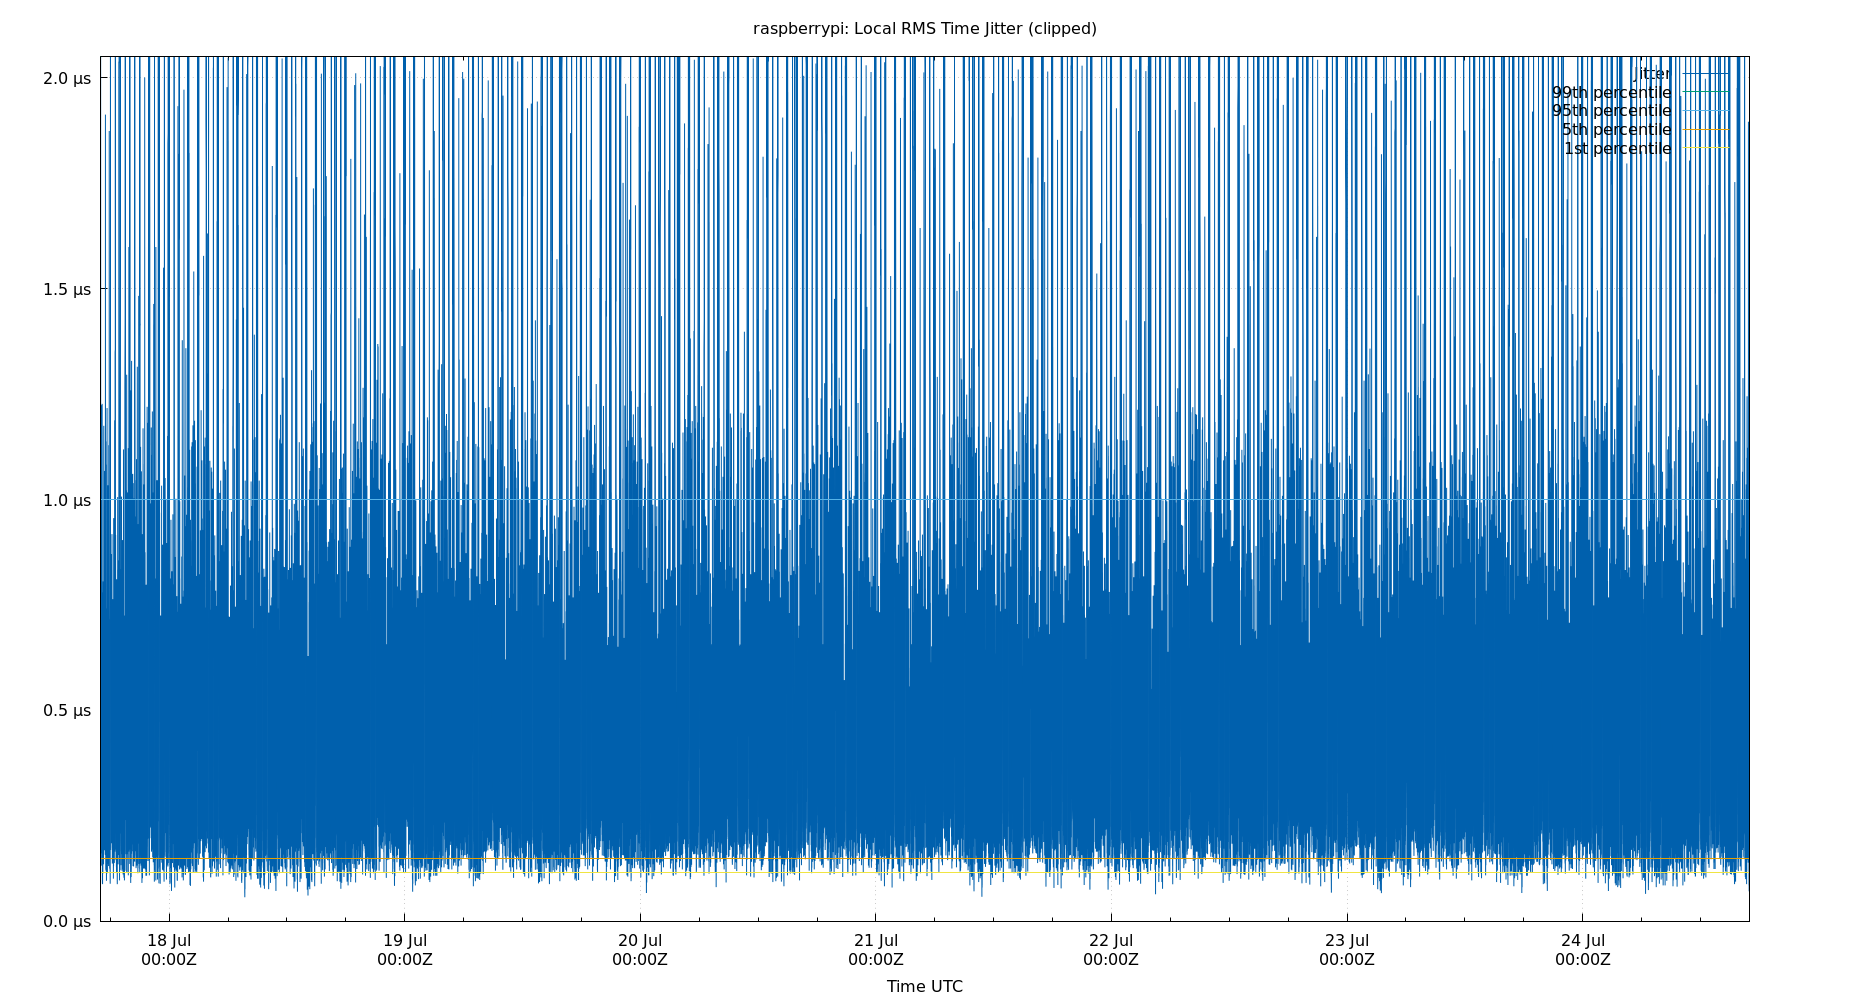 raspberrypi: Local RMS Time Jitter (clipped)
2.0 µs
1.5 µs
1.0 µs
0.5 µs
0.0 µs
jitter
99th percentile
95th percentile
5th percentile
1st percentile
18 Jul 19 Jul 20 Jul 21 Jul 22 Jul 23 Jul 24 Jul
00:00Z 00:00Z 00:00Z 00:00Z 00:00Z 00:00Z 00:00Z
Time UTC